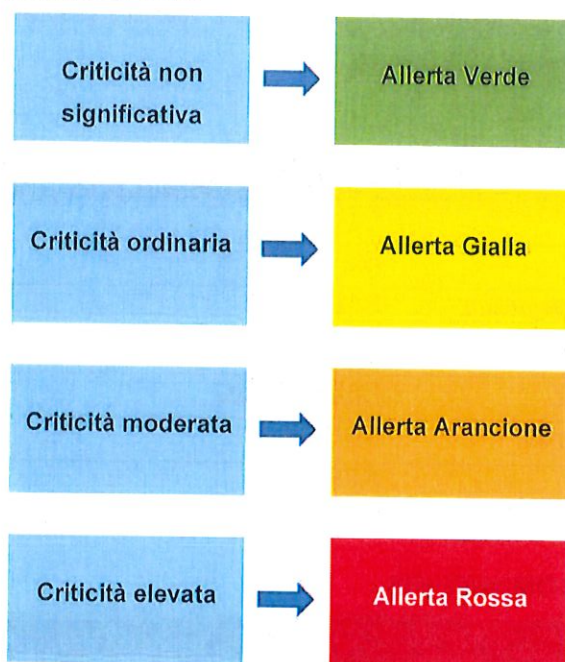 Criticità non
significativa
Allerta Verde
Criticità ordinaria
Allerta Gialla
Criticità moderata
Allerta Arancione
Criticità elevata
Allerta Rossa